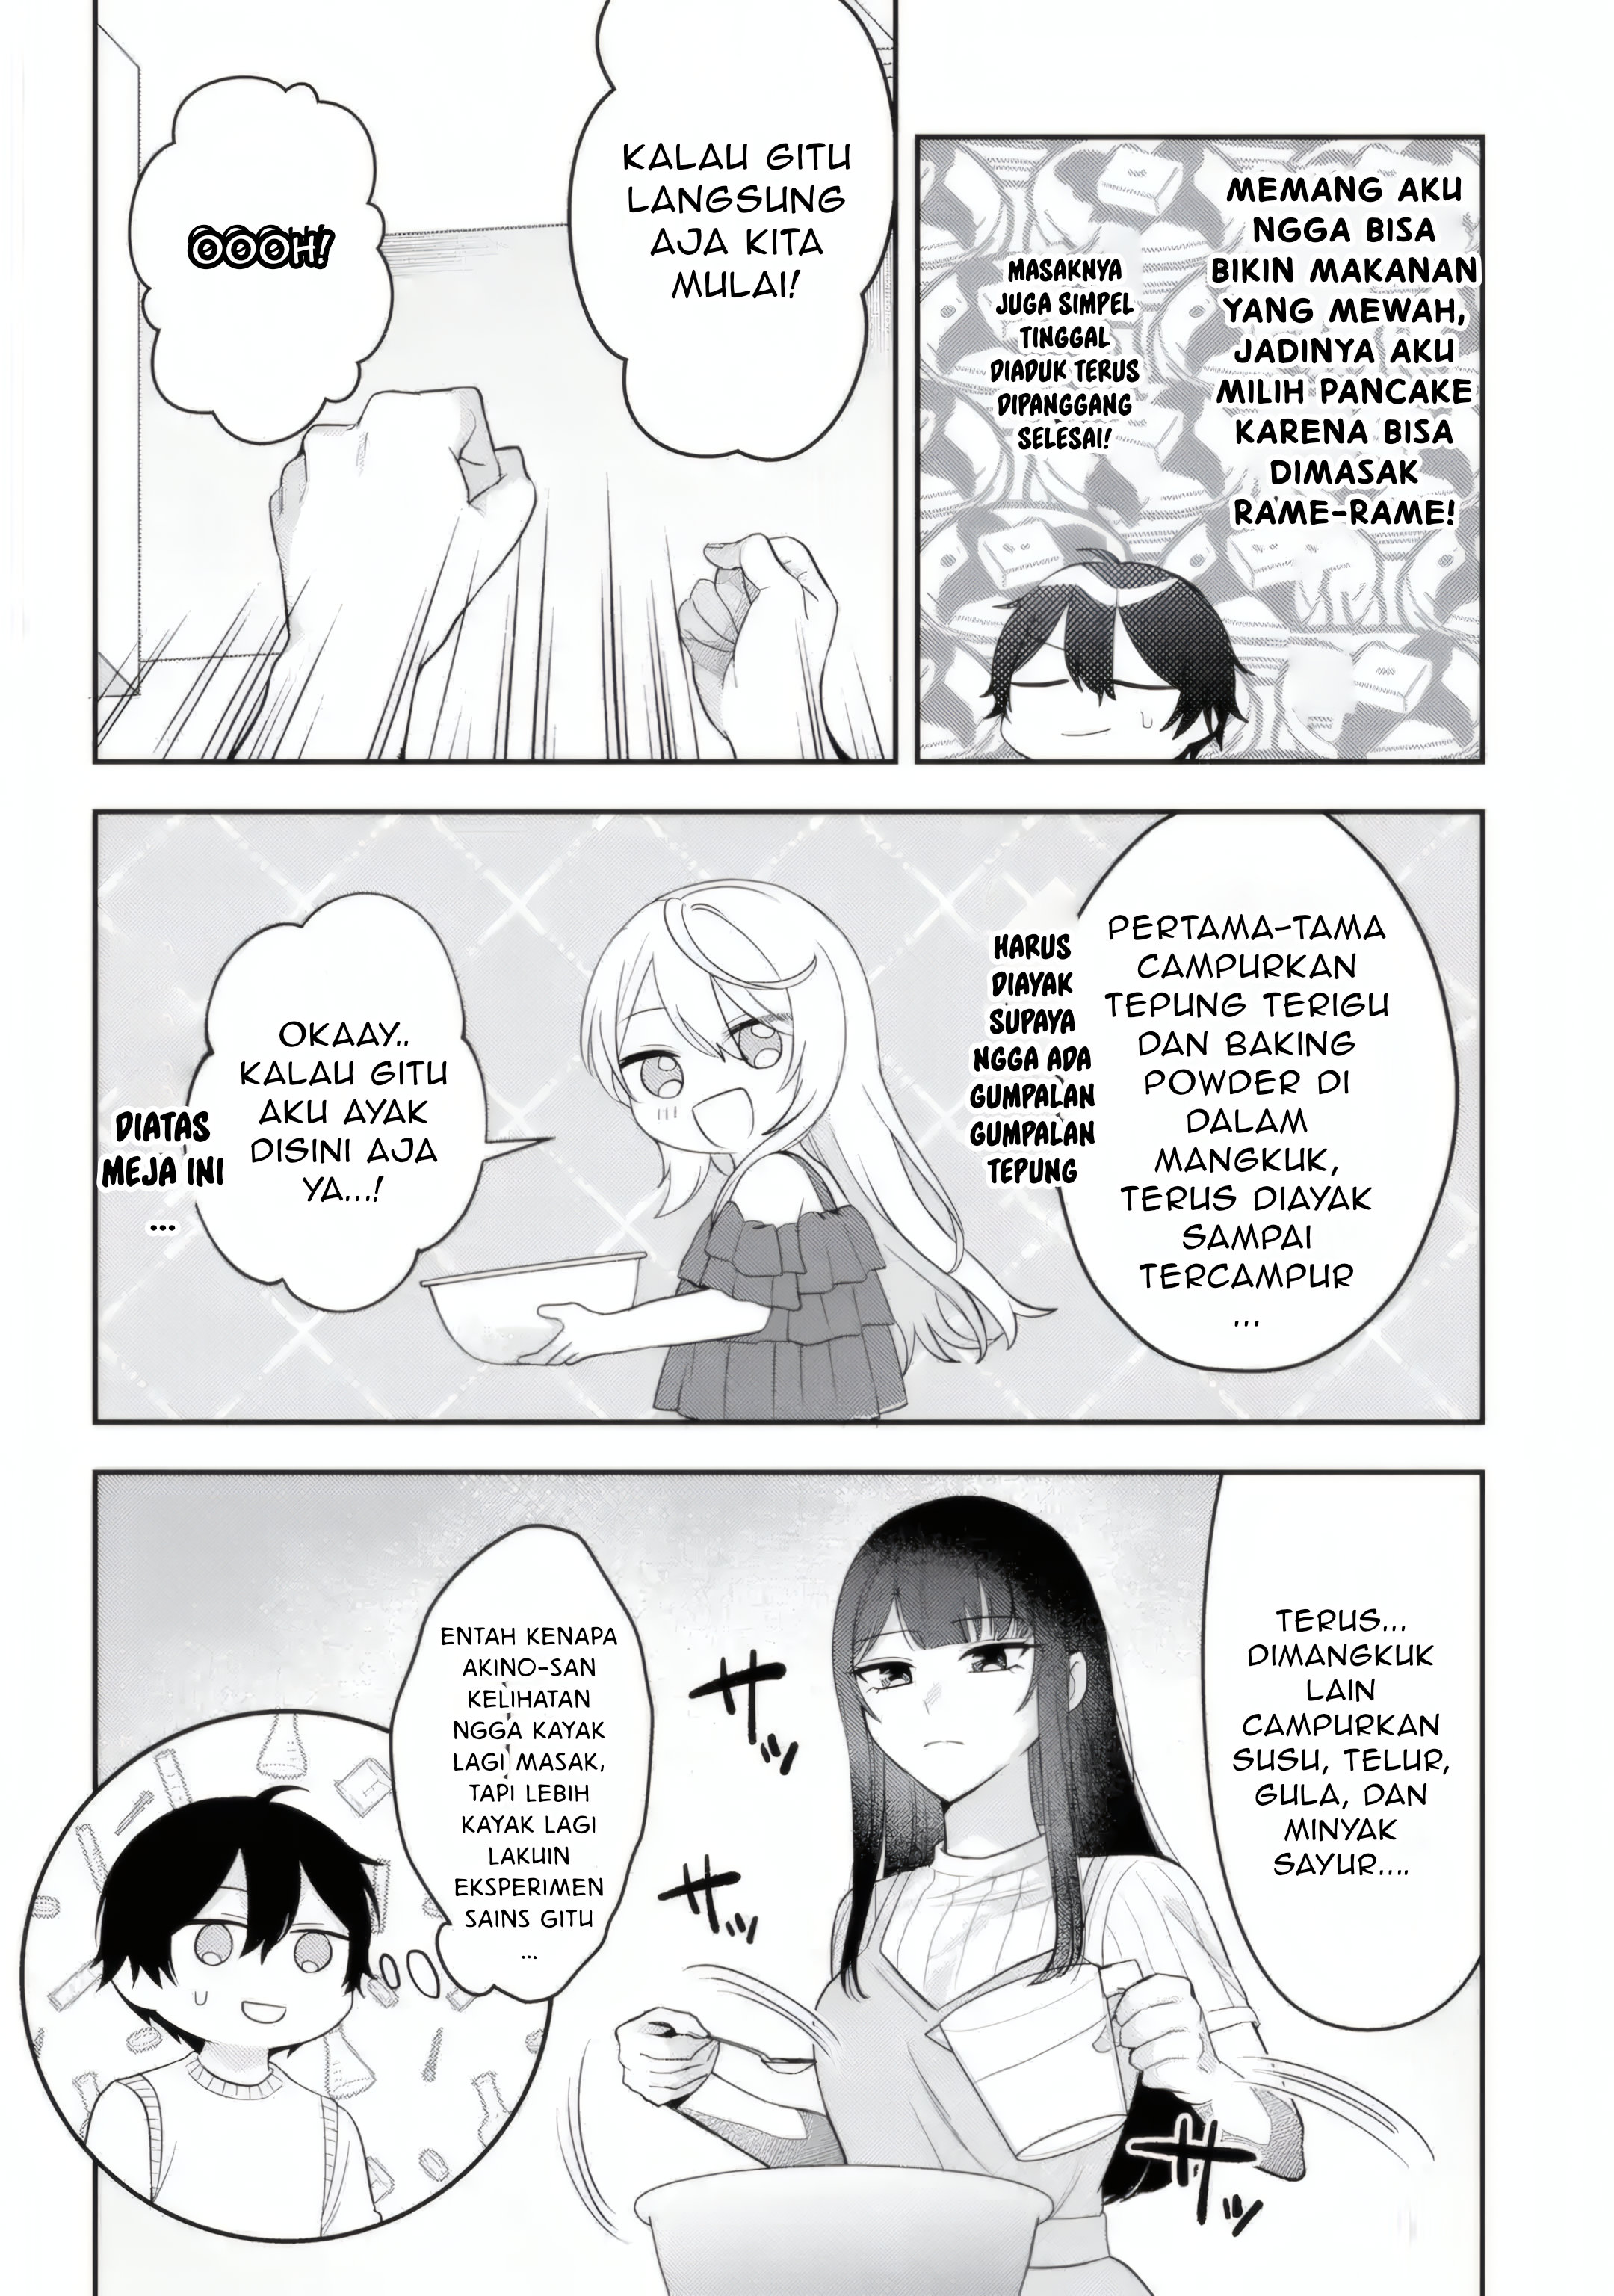 MEMANG AKU
NGGA BISA
BIKIN MAKANAN
YANG MEWAH,
JADINYA AKU
MILIH PANCAKE
KARENA BISA
DIMASAK
RAME-RAME!
MASAKNYA
JUGA SIMPEL
TINGGAL
DIADUK TERUS
DIPANGGANG
SELESAI!
KALAU GITU
LANGSUNG
AJA KITA
MULAI!
OOOH!
PERTAMA-TAMA
CAMPURKAN
TEPUNG TERIGU
DAN BAKING
POWDER DI
DALAM
MANGKUK,
TERUS DIAYAK
SAMPAI
TERCAMPUR
...
HARUS
DIAYAK
SUPAYA
NGGA ADA
GUMPALAN
GUMPALAN
TEPUNG
OKAAY..
KALAU GITU
AKU AYAK
DISINI AJA
YA...!
DIATAS
MEJA INI
...
TERUS...
DIMANGKUK
LAIN
CAMPURKAN
SUSU, TELUR,
GULA, DAN
MINYAK
SAYUR....
サッ
サッ
サッ
ENTAH KENAPA
AKINO-SAN
KELIHATAN
NGGA KAYAK
LAGI MASAK,
TAPI LEBIH
KAYAK LAGI
LAKUIN
EKSPERIMEN
SAINS GITU
...